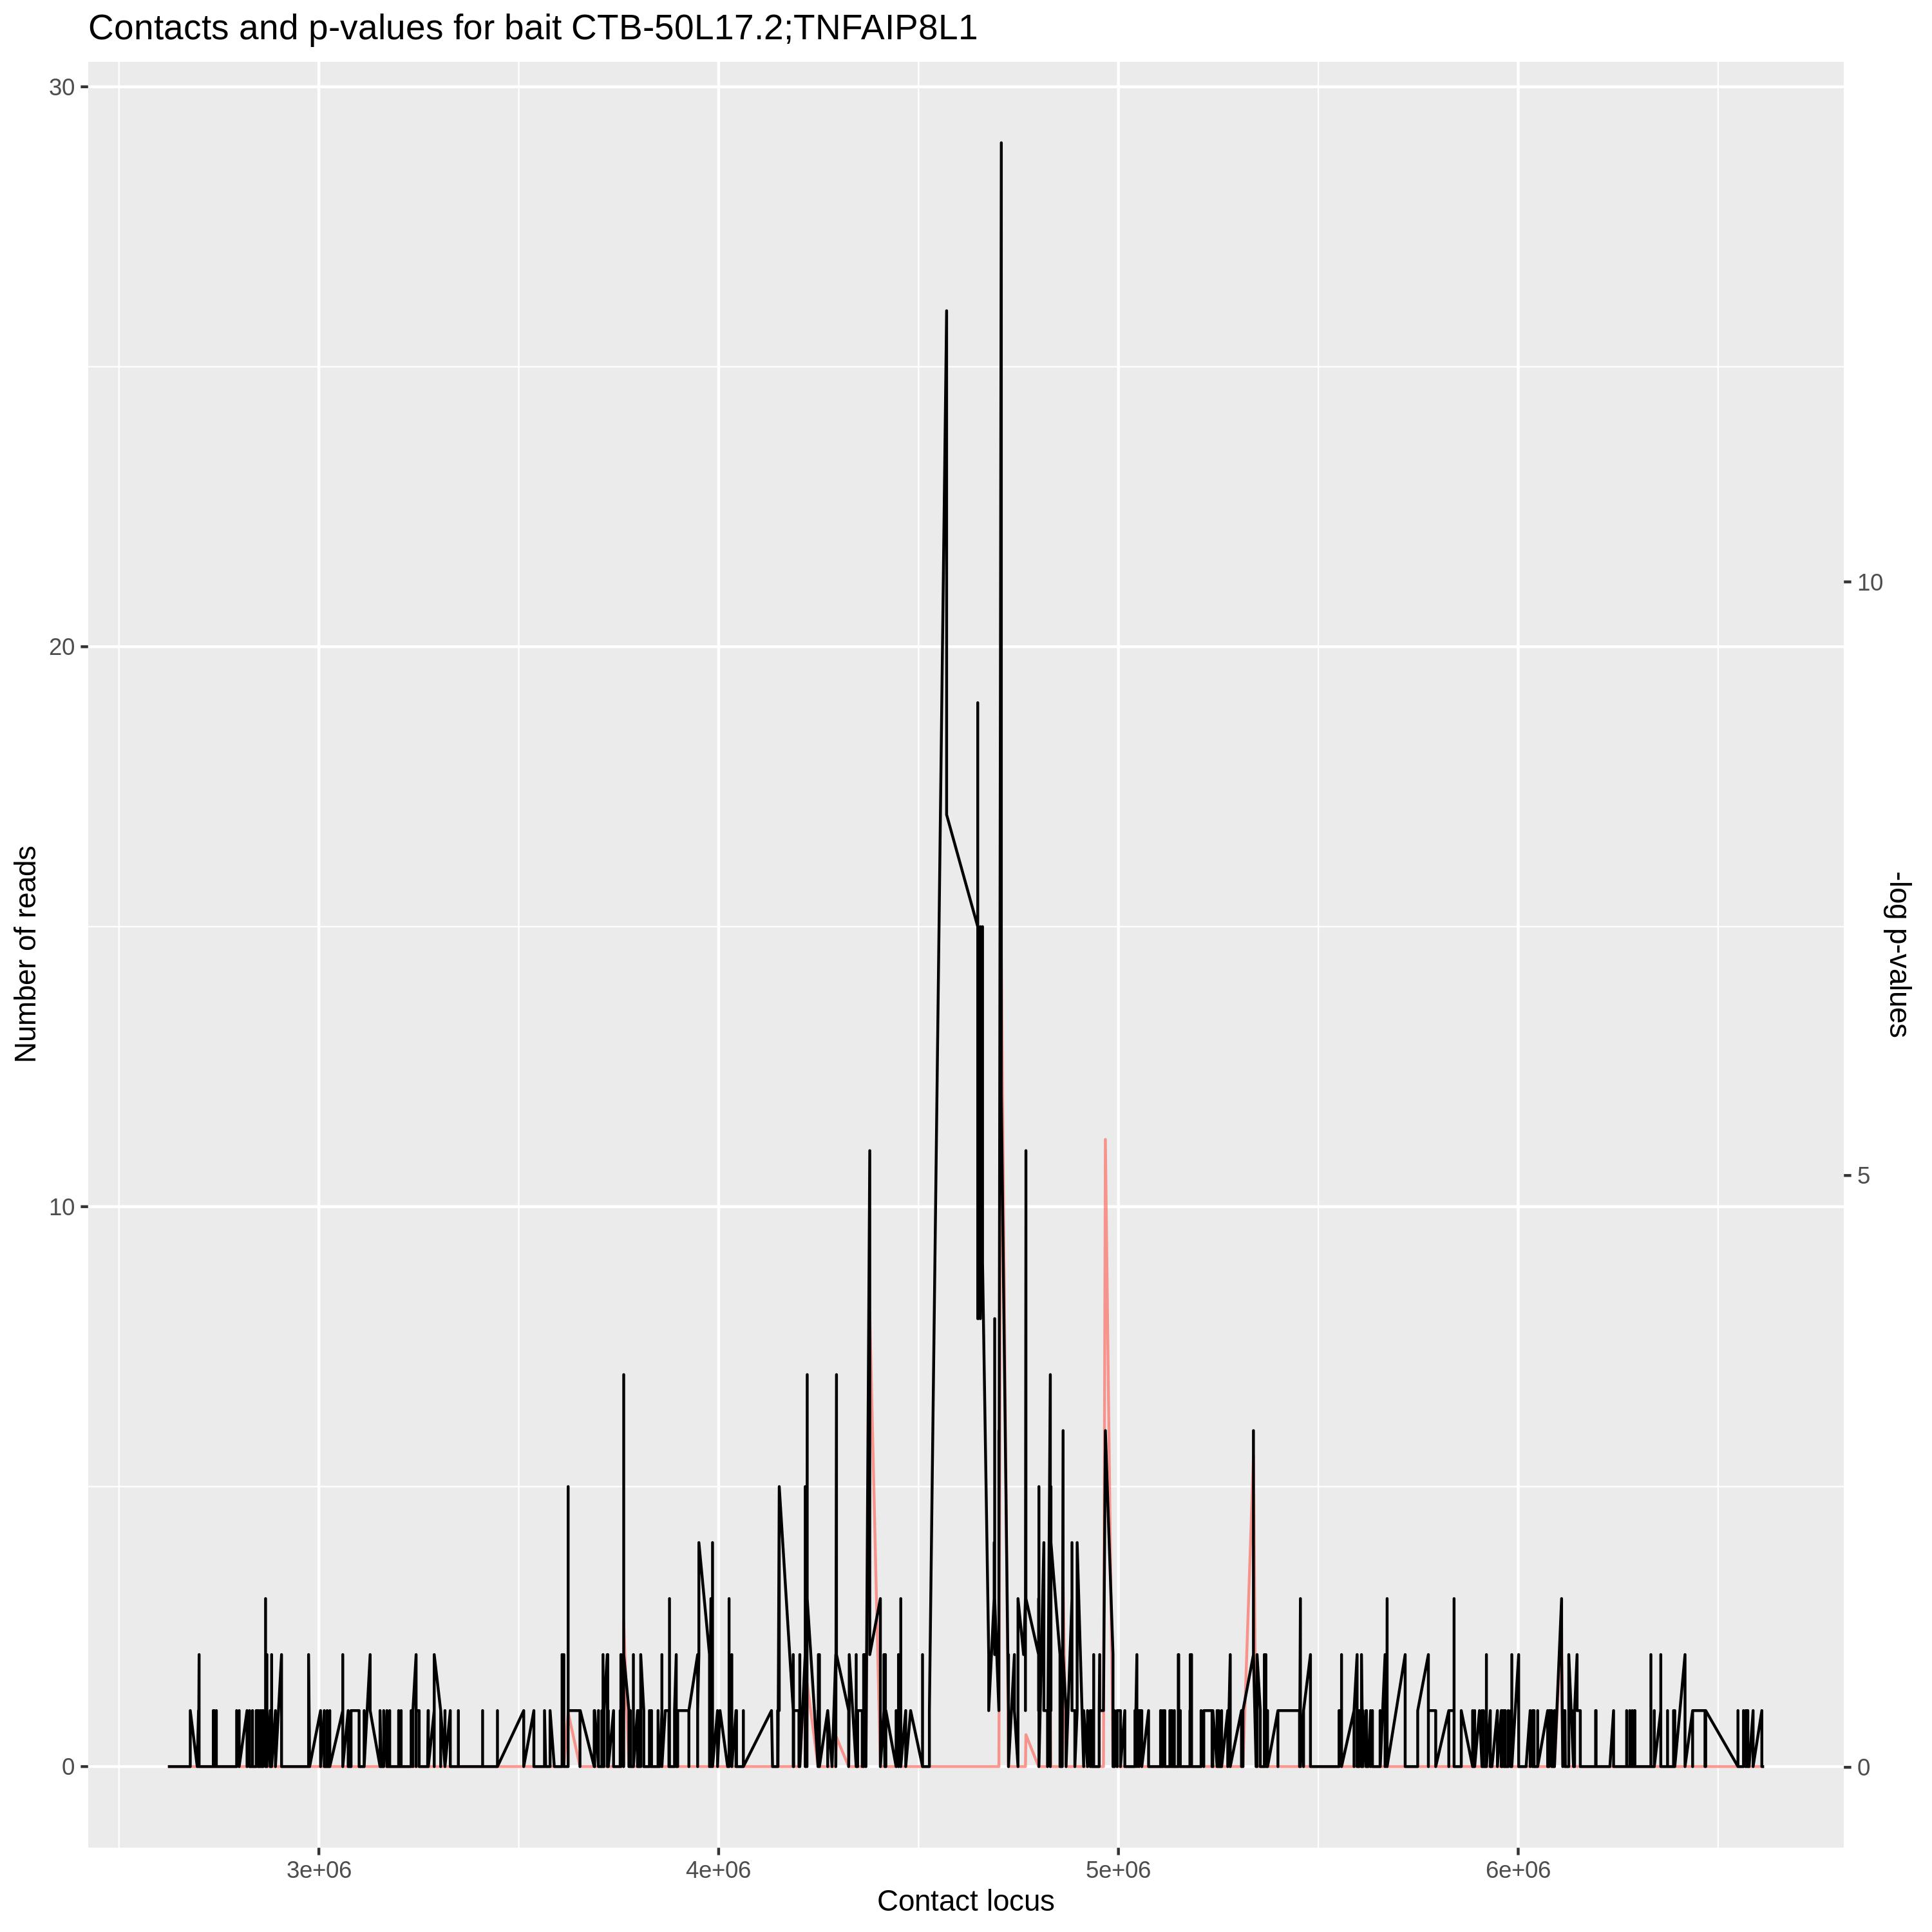 Contacts and p-values for bait CTB-50L17.2;TNFAIP8L1
30
20
10
0
Number of reads
10
5
0
-log p-values
3e+06
4e+06
5e+06
6e+06
Contact locus